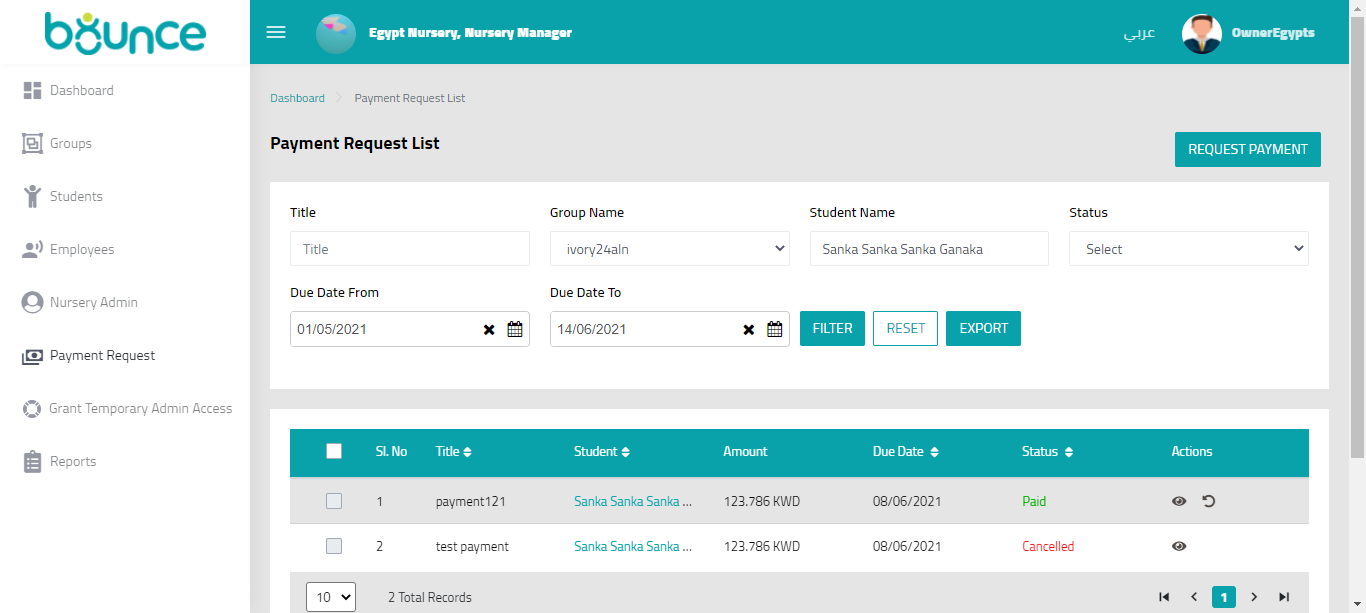 bounce
Egypt Nursery, Nursery Manager
عربي
OwnerEgypts
Dashboard
Groups
Students
Employees
Nursery Admin
Payment Request
Grant Temporary Admin Access
Reports
Dashboard > Payment Request List
Payment Request List
REQUEST PAYMENT
Title Group Name Student Name Status
Title ivory24aln Sanka Sanka Sanka Ganaka Select
Due Date From Due Date To
01/05/2021 14/06/2021 FILTER RESET EXPORT
Sl. No Title Student Amount Due Date Status Actions
1 payment121 Sanka Sanka Sanka ... 123.786 KWD 08/06/2021 Paid
2 test payment Sanka Sanka Sanka ... 123.786 KWD 08/06/2021 Cancelled
10 2 Total Records 1